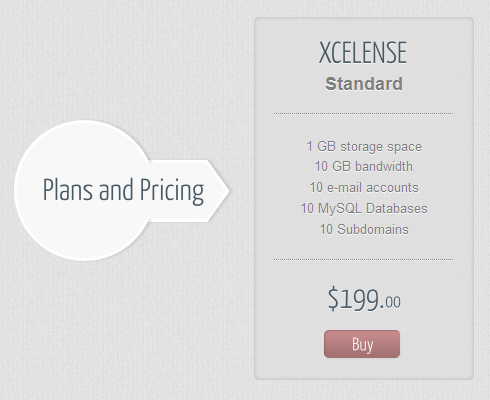 Plans and Pricing
XCELENSE
Standard
1 GB storage space
10 GB bandwidth
10 e-mail accounts
10 MySQL Databases
10 Subdomains
$199.00
Buy